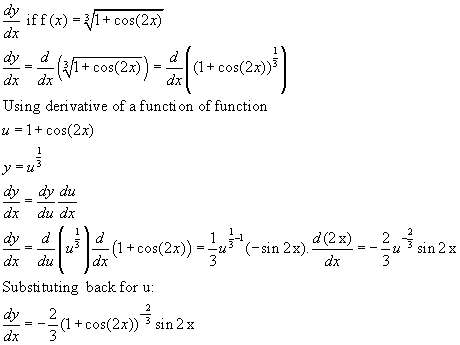 dy/dx if f (x) = ∛(1+ cos(2x))
dy/dx = d/dx (∛(1+ cos(2x))) = d/dx ((1+ cos(2x))^(1/3))
Using derivative of a function of function
u = 1+ cos(2x)
y = u^(1/3)
dy/dx = dy/du du/dx
dy/dx = d/du (u^(1/3)) d/dx (1+ cos(2x)) = 1/3 u^(1/3 −1) (−sin 2x). d(2x)/dx = − 2/3 u^(−2/3) sin 2x
Substituting back for u:
dy/dx = − 2/3 (1+ cos(2x))^(−2/3) sin 2x